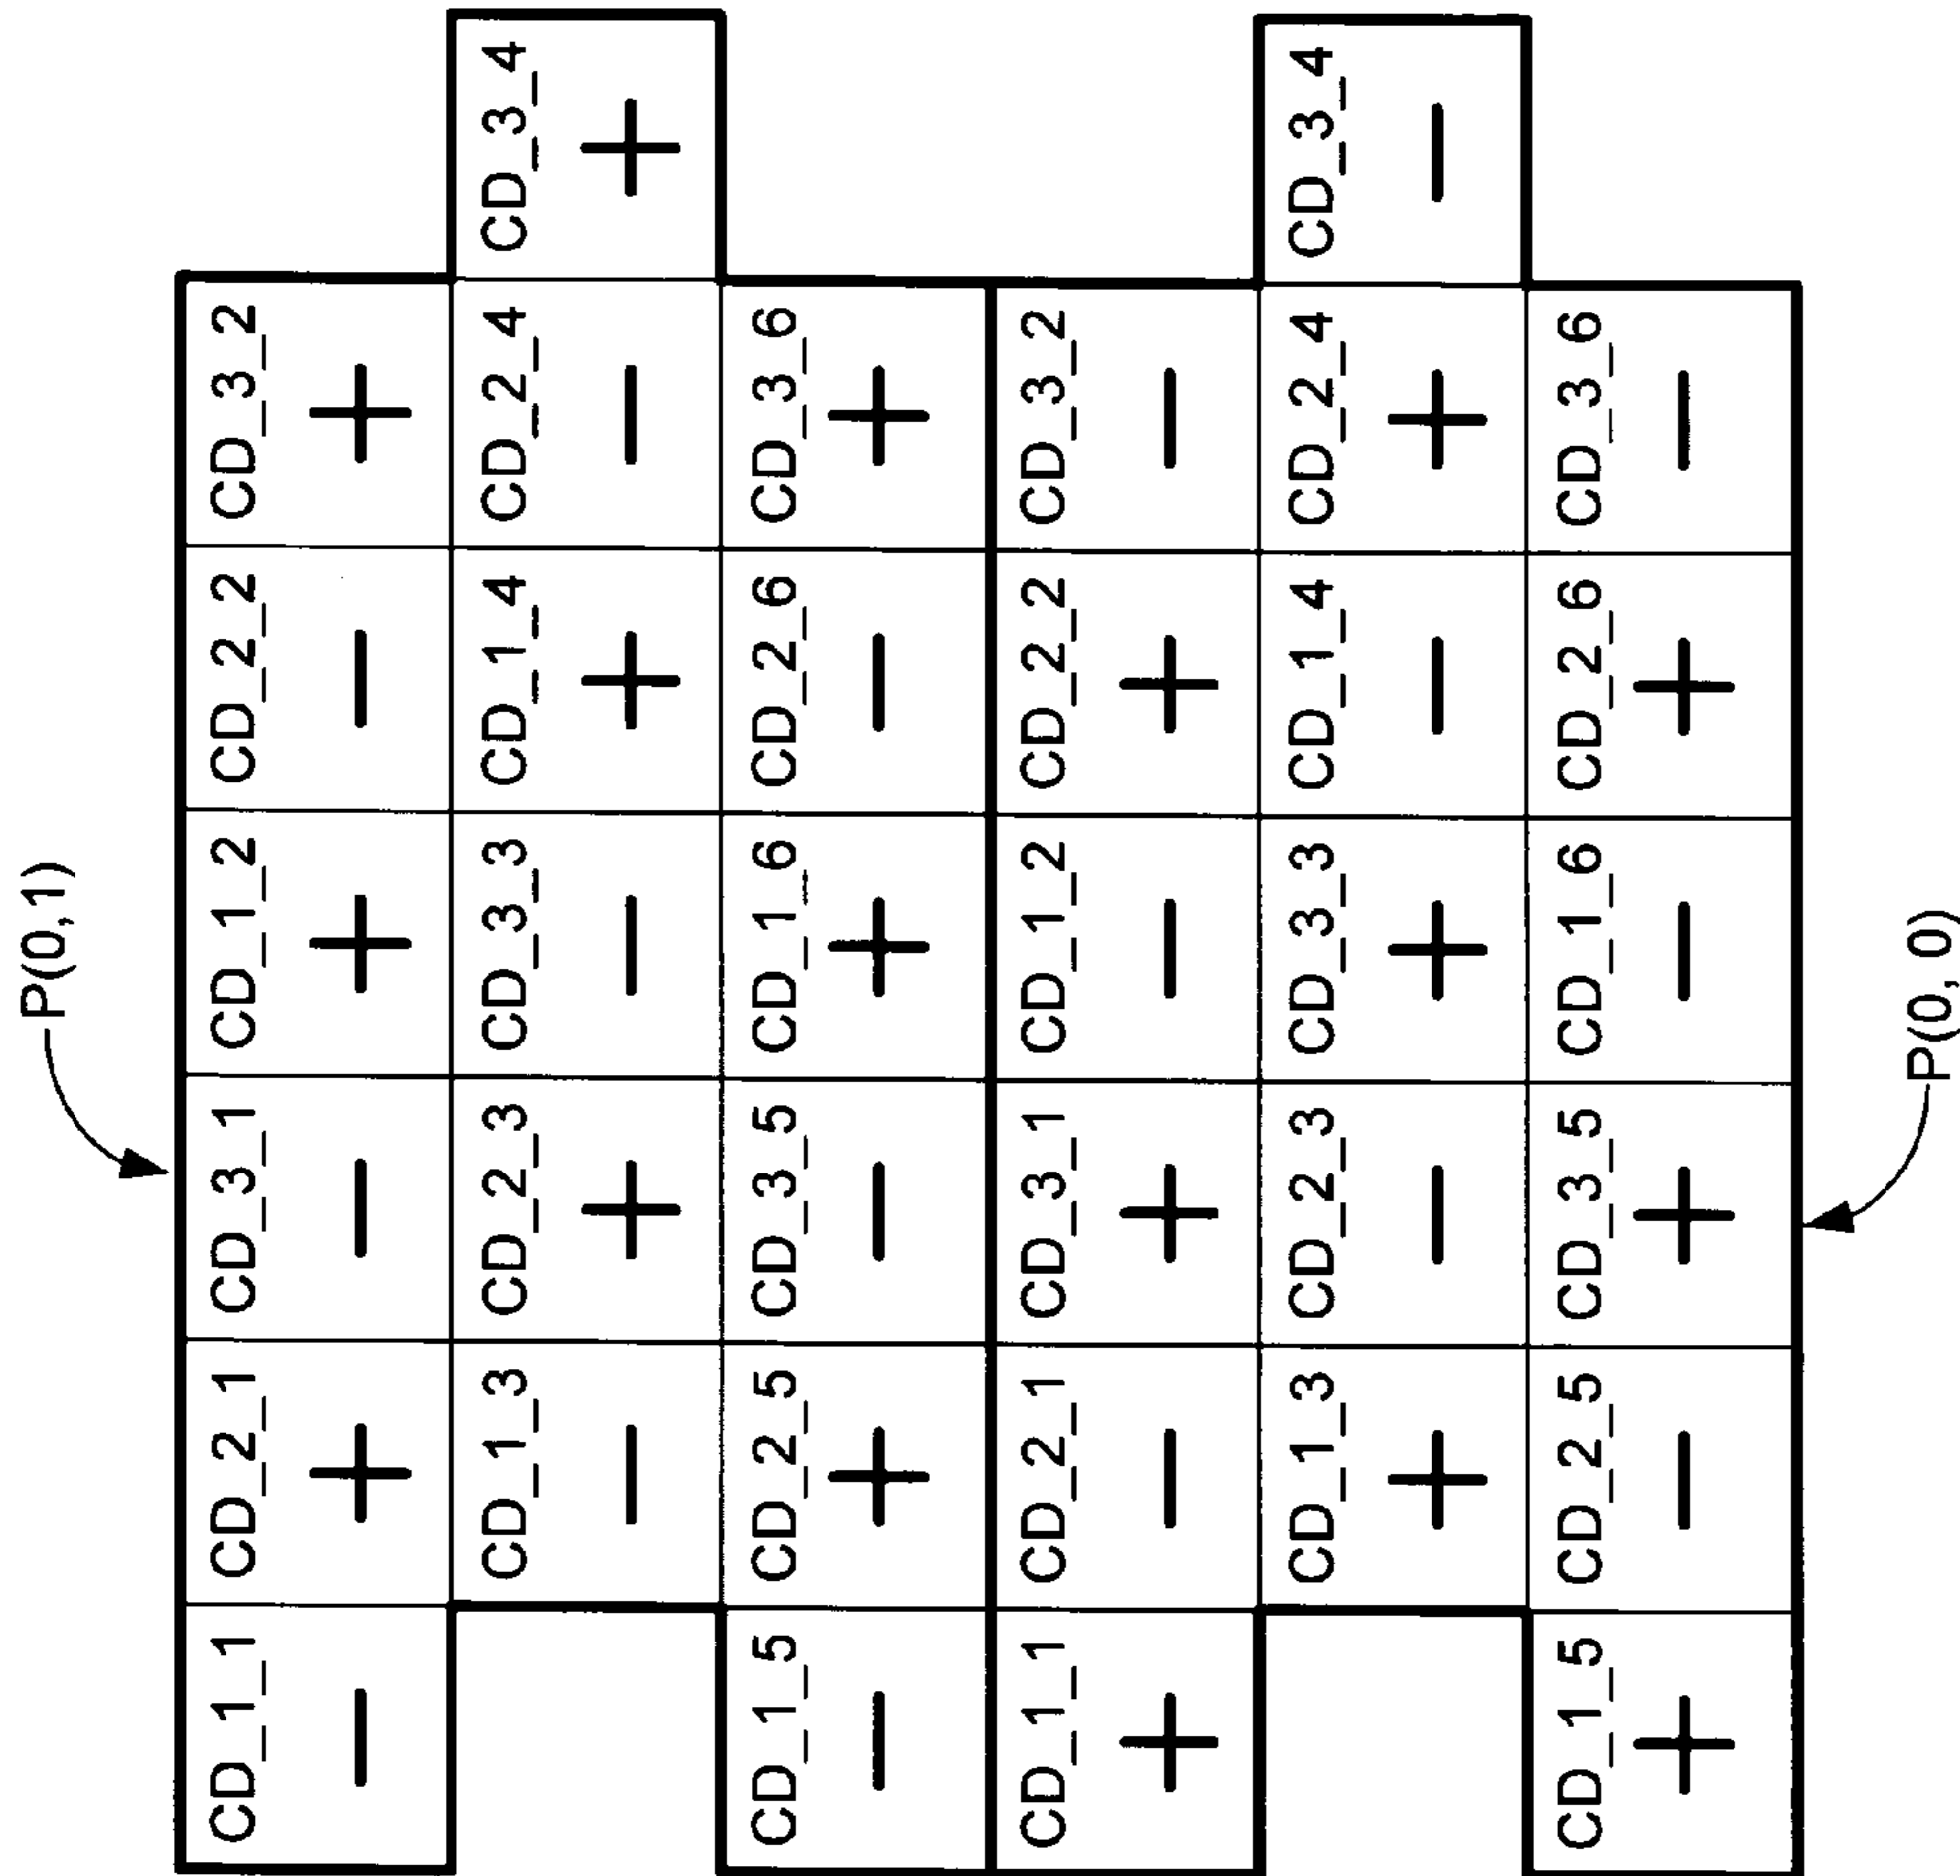 P(0,1)
CD_1_1 CD_2_1 CD_3_1 CD_1_2 CD_2_2 CD_3_2
− + − + − +
CD_1_3 CD_2_3 CD_3_3 CD_1_4 CD_2_4 CD_3_4
− + − + − +
CD_1_5 CD_2_5 CD_3_5 CD_1_6 CD_2_6 CD_3_6
− + − + − +
CD_1_1 CD_2_1 CD_3_1 CD_1_2 CD_2_2 CD_3_2
+ − + − + −
CD_1_3 CD_2_3 CD_3_3 CD_1_4 CD_2_4 CD_3_4
+ − + − + −
CD_1_5 CD_2_5 CD_3_5 CD_1_6 CD_2_6 CD_3_6
+ − + − + −
P(0, 0)